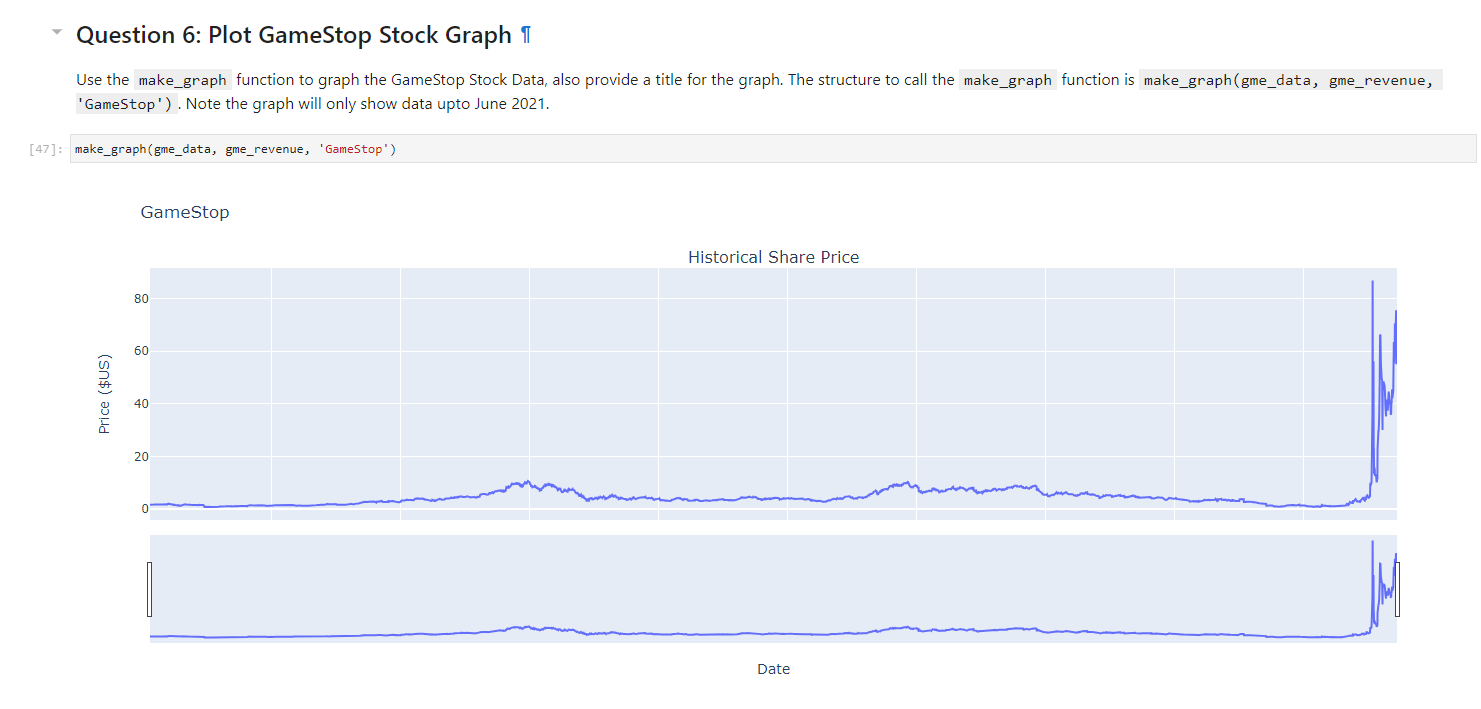 Question 6: Plot GameStop Stock Graph ¶
Use the make_graph function to graph the GameStop Stock Data, also provide a title for the graph. The structure to call the make_graph function is make_graph(gme_data, gme_revenue,
'GameStop'). Note the graph will only show data upto June 2021.
[47]: make_graph(gme_data, gme_revenue, 'GameStop')
GameStop
Historical Share Price
80
60
40
20
0
Price ($US)
Date